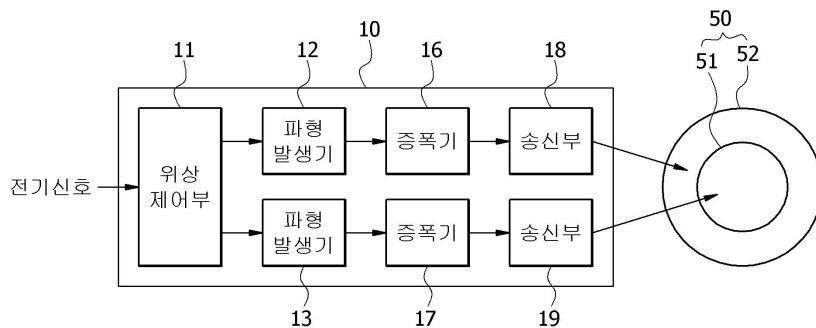 50
10
11
12
16
18
51
52
파형
발생기
증폭기
송신부
전기신호
위상
제어부
파형
발생기
증폭기
송신부
13
17
19